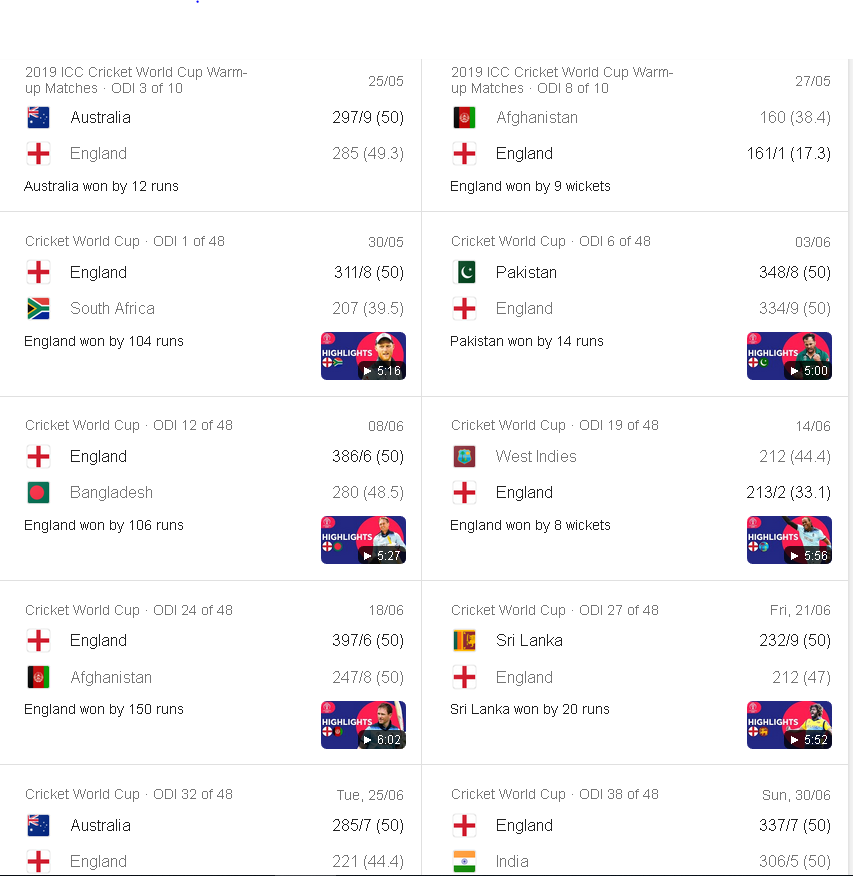 2019 ICC Cricket World Cup Warm-
up Matches · ODI 3 of 10
25/05
Australia 297/9 (50)
England 285 (49.3)
Australia won by 12 runs
2019 ICC Cricket World Cup Warm-
up Matches · ODI 8 of 10
27/05
Afghanistan 160 (38.4)
England 161/1 (17.3)
England won by 9 wickets
Cricket World Cup · ODI 1 of 48 30/05
England 311/8 (50)
South Africa 207 (39.5)
England won by 104 runs
HIGHLIGHTS
5:16
Cricket World Cup · ODI 6 of 48 03/06
Pakistan 348/8 (50)
England 334/9 (50)
Pakistan won by 14 runs
HIGHLIGHTS
5:00
Cricket World Cup · ODI 12 of 48 08/06
England 386/6 (50)
Bangladesh 280 (48.5)
England won by 106 runs
HIGHLIGHTS
5:27
Cricket World Cup · ODI 19 of 48 14/06
West Indies 212 (44.4)
England 213/2 (33.1)
England won by 8 wickets
HIGHLIGHTS
5:56
Cricket World Cup · ODI 24 of 48 18/06
England 397/6 (50)
Afghanistan 247/8 (50)
England won by 150 runs
HIGHLIGHTS
6:02
Cricket World Cup · ODI 27 of 48 Fri, 21/06
Sri Lanka 232/9 (50)
England 212 (47)
Sri Lanka won by 20 runs
HIGHLIGHTS
5:52
Cricket World Cup · ODI 32 of 48 Tue, 25/06
Australia 285/7 (50)
England 221 (44.4)
Cricket World Cup · ODI 38 of 48 Sun, 30/06
England 337/7 (50)
India 306/5 (50)